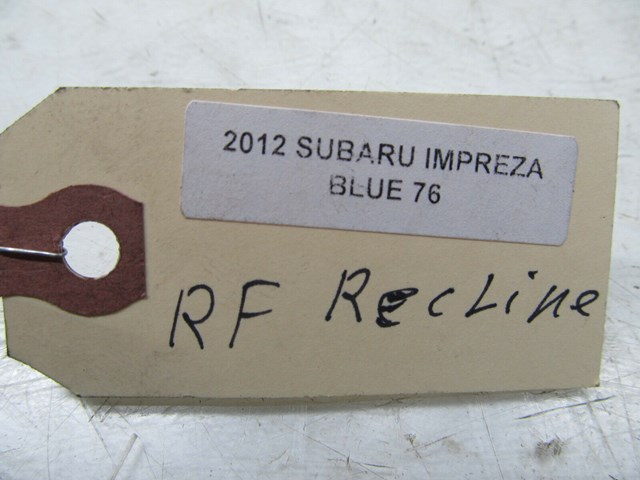 2012 SUBARU IMPREZA
BLUE 76
RF RecLine